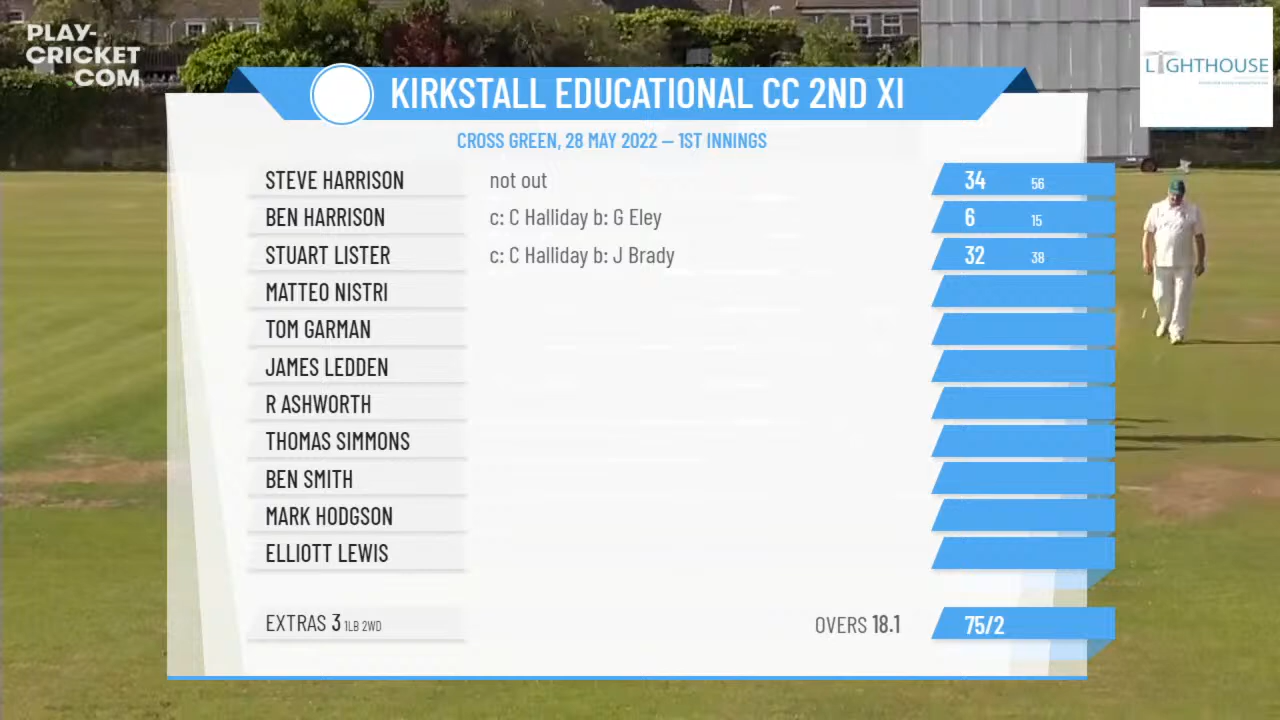 PLAY-
CRICKET
COM
LIGHTHOUSE
KIRKSTALL EDUCATIONAL CC 2ND XI
CROSS GREEN, 28 MAY 2022 – 1ST INNINGS
STEVE HARRISON not out 34 56
BEN HARRISON c: C Halliday b: G Eley 6 15
STUART LISTER c: C Halliday b: J Brady 32 38
MATTEO NISTRI
TOM GARMAN
JAMES LEDDEN
R ASHWORTH
THOMAS SIMMONS
BEN SMITH
MARK HODGSON
ELLIOTT LEWIS
EXTRAS 3 1LB 2WD OVERS 18.1 75/2